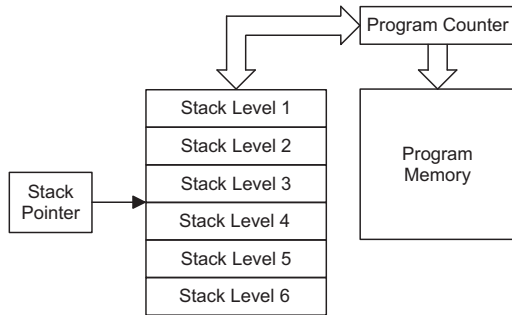 Program Counter
Stack Level 1
Stack Level 2
Stack Level 3
Stack Level 4
Stack Level 5
Stack Level 6
Stack
Pointer
Program
Memory